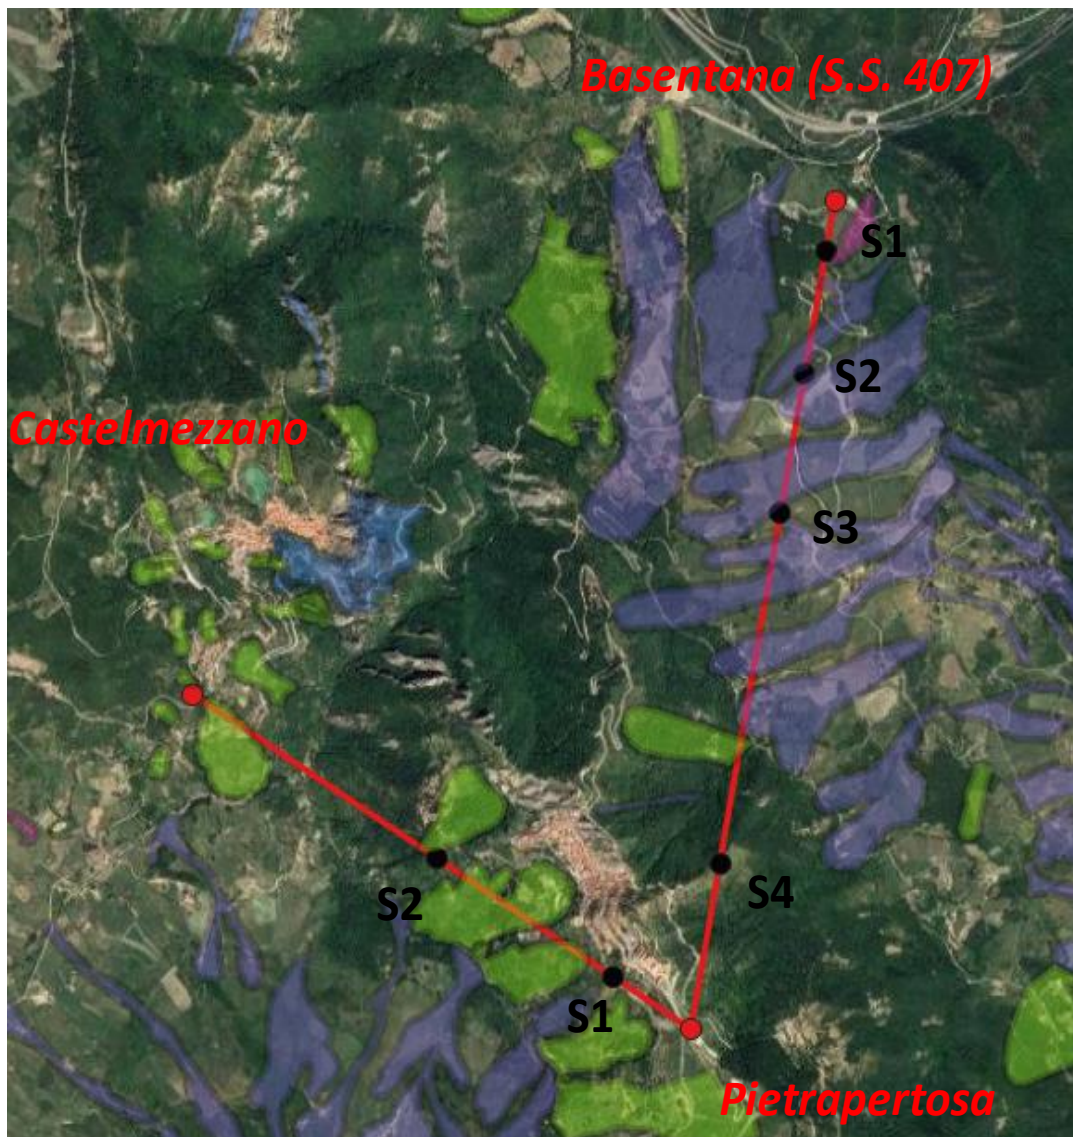 Basentana (S.S. 407)
S1
S2
Castelmezzano
S3
S4
S2
S1
Pietrapertosa